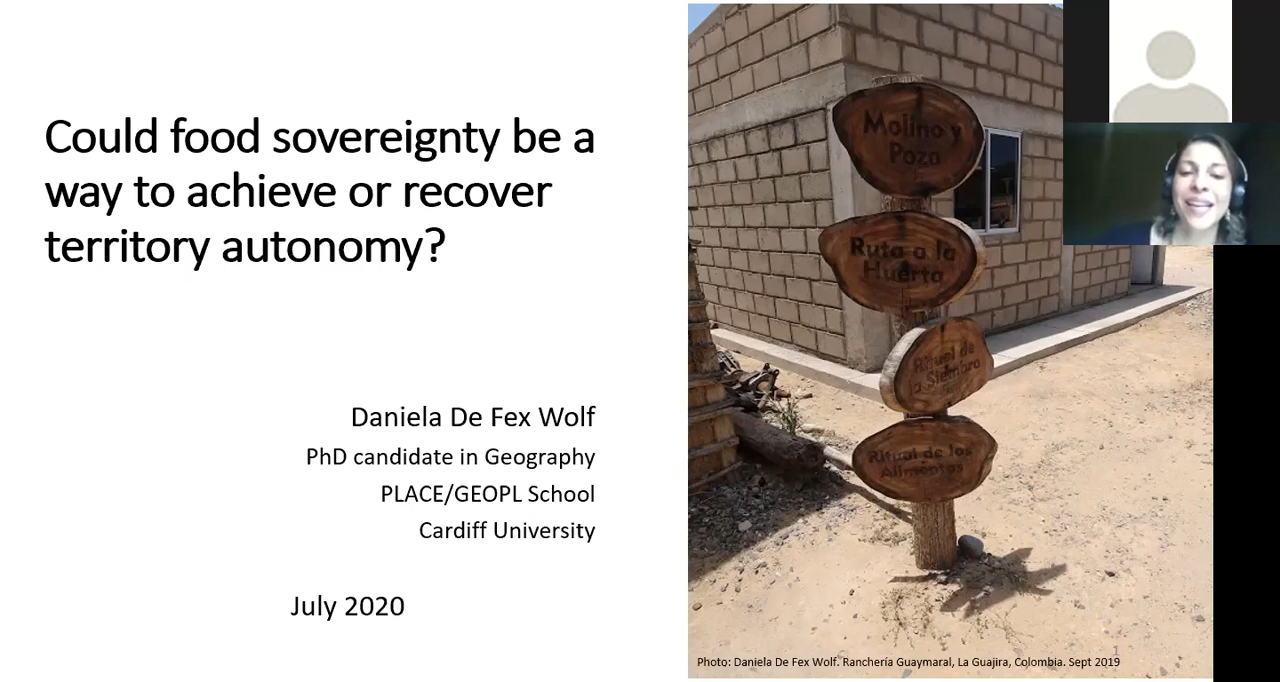 Could food sovereignty be a
way to achieve or recover
territory autonomy?
Daniela De Fex Wolf
PhD candidate in Geography
PLACE/GEOPL School
Cardiff University
July 2020
Molino y
Pozo
Ruta a la
Huerta
Ritual de
la Siembra
Ritual de los
Alimentos
Photo: Daniela De Fex Wolf. Ranchería Guaymaral, La Guajira, Colombia. Sept 2019
1